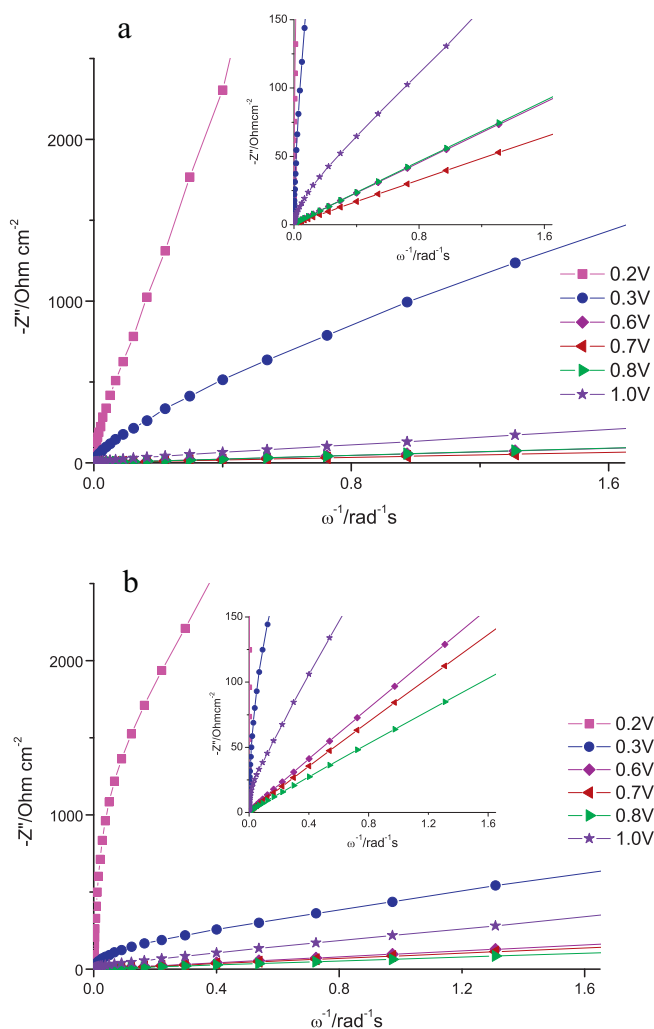 a
150
100
50
0
-Z"/Ohmcm⁻²
0.0
0.8
1.6
ω⁻¹/rad⁻¹s
2000
1000
0
-Z"/Ohm cm⁻²
0.0
0.8
1.6
ω⁻¹/rad⁻¹s
0.2V
0.3V
0.6V
0.7V
0.8V
1.0V
b
150
100
50
0
-Z"/Ohmcm⁻²
0.0
0.4
0.8
1.2
1.6
ω⁻¹/rad⁻¹s
2000
1000
0
-Z"/Ohm cm⁻²
0.0
0.4
0.8
1.2
1.6
ω⁻¹/rad⁻¹s
0.2V
0.3V
0.6V
0.7V
0.8V
1.0V